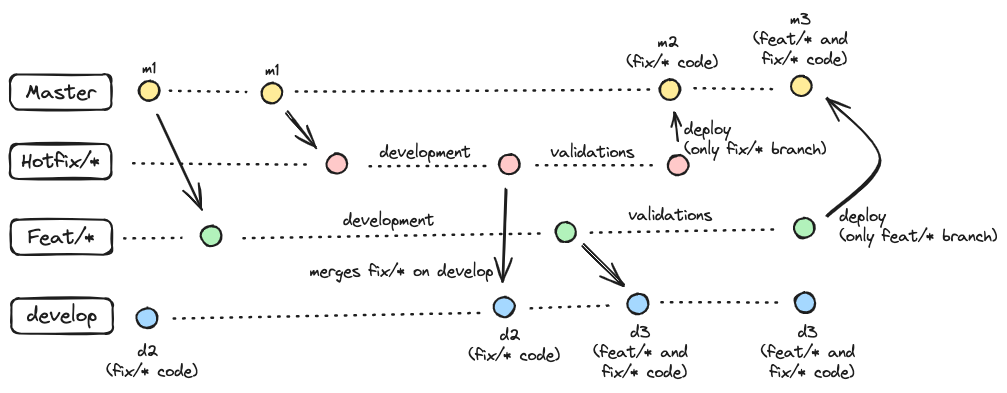 m1
m1
m2
(fix/* code)
m3
(feat/* and
fix/* code)
Master
deploy
(only fix/* branch)
Hotfix/*
development
validations
Feat/*
development
validations
deploy
(only feat/* branch)
merges fix/* on develop
develop
d2
(fix/* code)
d2
(fix/* code)
d3
(feat/* and
fix/* code)
d3
(feat/* and
fix/* code)